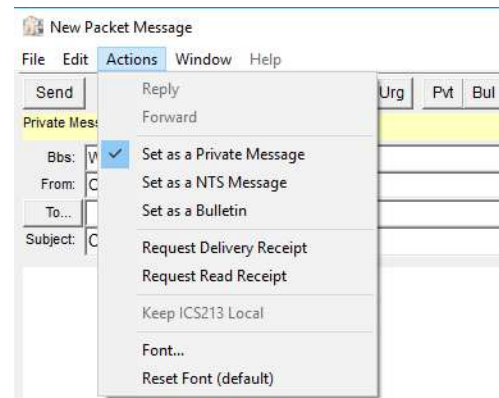 New Packet Message
File Edit Actions Window Help
Send Urg Pvt Bul
Reply
Private Mess
Forward
Bbs:
Set as a Private Message
From:
Set as a NTS Message
To...
Set as a Bulletin
Subject:
Request Delivery Receipt
Request Read Receipt
Keep ICS213 Local
Font...
Reset Font (default)